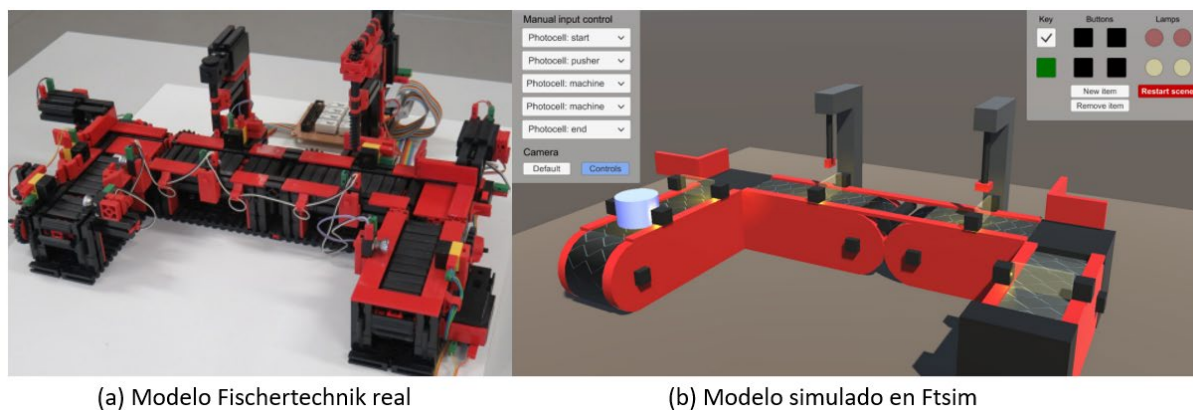 Manual input control
Photocell: start
Photocell: pusher
Photocell: machine
Photocell: machine
Photocell: end
Camera
Default Controls
Key Buttons Lamps
New item
Restart scene
Remove item
(a) Modelo Fischertechnik real
(b) Modelo simulado en Ftsim